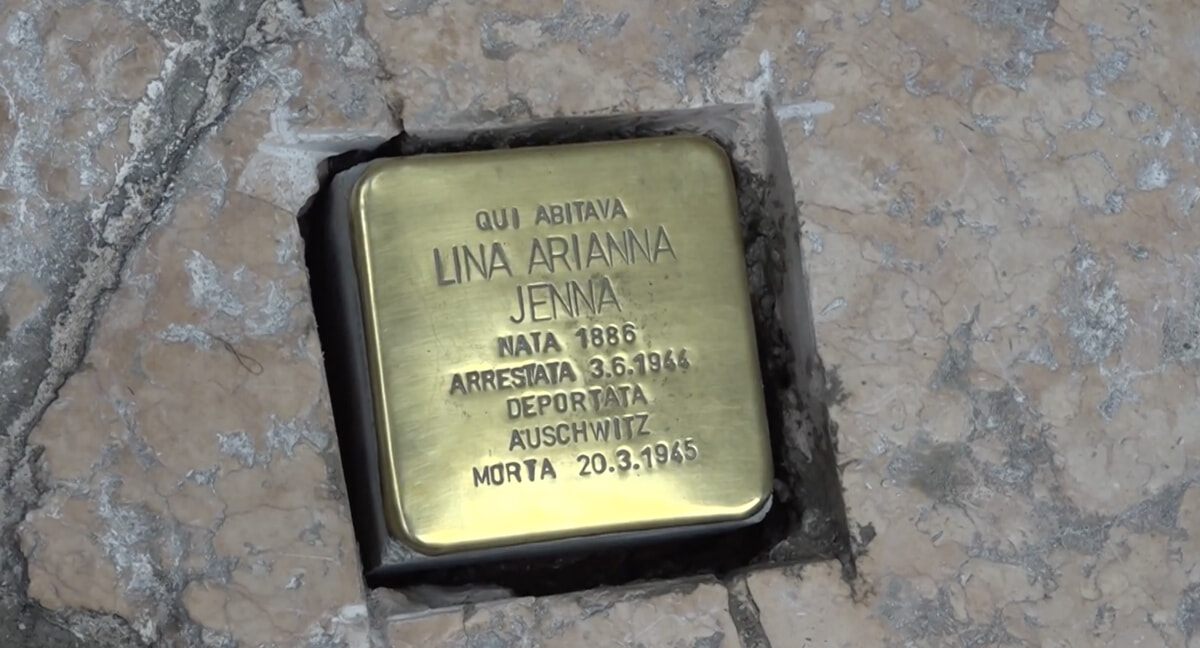 QUI ABITAVA
LINA ARIANNA
JENNA
NATA 1886
ARRESTATA 3.6.1944
DEPORTATA
AUSCHWITZ
MORTA 20.3.1945